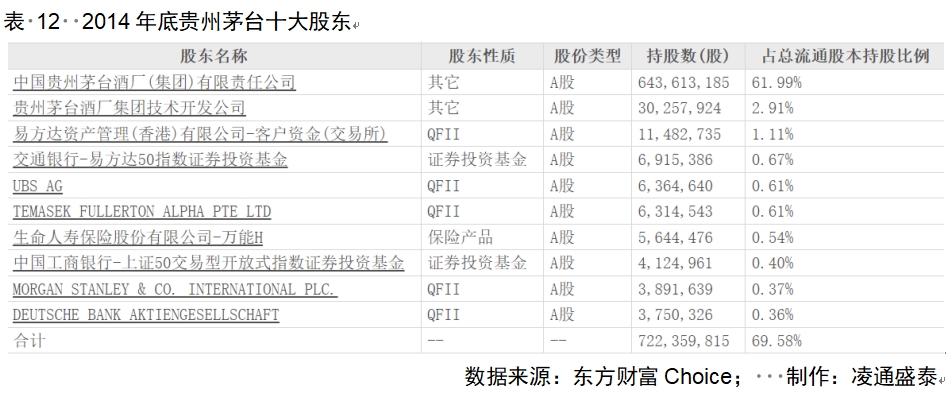 表 12  2014 年底贵州茅台十大股东
股东名称 股东性质 股份类型 持股数(股) 占总流通股本持股比例
中国贵州茅台酒厂(集团)有限责任公司 其它 A股 643,613,185 61.99%
贵州茅台酒厂集团技术开发公司 其它 A股 30,257,924 2.91%
易方达资产管理(香港)有限公司-客户资金(交易所) QFII A股 11,482,735 1.11%
交通银行-易方达50指数证券投资基金 证券投资基金 A股 6,915,386 0.67%
UBS AG QFII A股 6,364,640 0.61%
TEMASEK FULLERTON ALPHA PTE LTD QFII A股 6,314,543 0.61%
生命人寿保险股份有限公司-万能H 保险产品 A股 5,644,476 0.54%
中国工商银行-上证50交易型开放式指数证券投资基金 证券投资基金 A股 4,124,961 0.40%
MORGAN STANLEY & CO. INTERNATIONAL PLC. QFII A股 3,891,639 0.37%
DEUTSCHE BANK AKTIENGESELLSCHAFT QFII A股 3,750,326 0.36%
合计 -- -- 722,359,815 69.58%
数据来源：东方财富 Choice；   制作：凌通盛泰